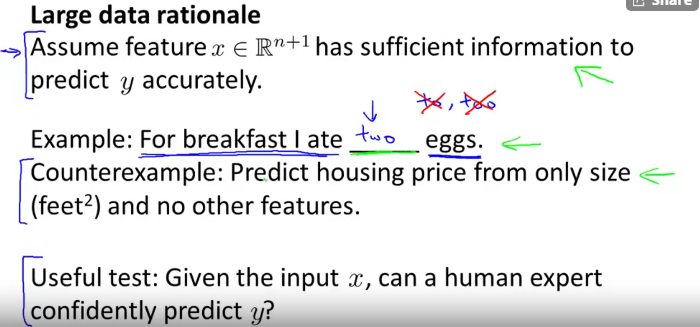 Share
Large data rationale
Assume feature x ∈ ℝⁿ⁺¹ has sufficient information to
predict y accurately.
to, too
Example: For breakfast I ate two eggs.
Counterexample: Predict housing price from only size
(feet²) and no other features.
Useful test: Given the input x, can a human expert
confidently predict y?